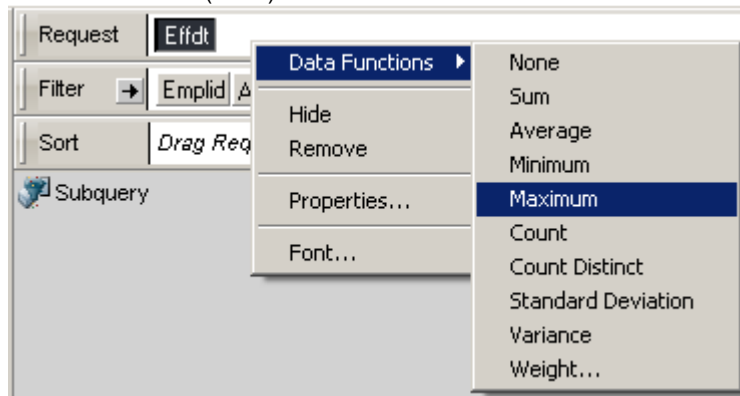 Request Effdt
Filter Emplid A
Sort Drag Req
Subquery
Data Functions
Hide
Remove
Properties...
Font...
None
Sum
Average
Minimum
Maximum
Count
Count Distinct
Standard Deviation
Variance
Weight...